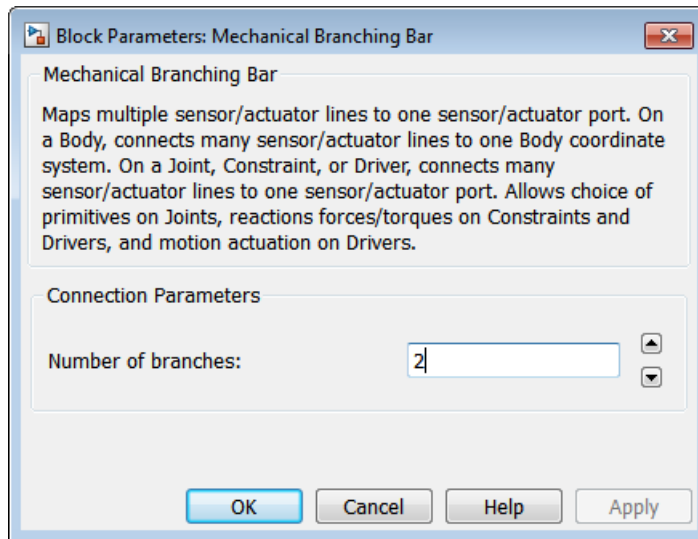 Block Parameters: Mechanical Branching Bar
Mechanical Branching Bar
Maps multiple sensor/actuator lines to one sensor/actuator port. On
a Body, connects many sensor/actuator lines to one Body coordinate
system. On a Joint, Constraint, or Driver, connects many
sensor/actuator lines to one sensor/actuator port. Allows choice of
primitives on Joints, reactions forces/torques on Constraints and
Drivers, and motion actuation on Drivers.
Connection Parameters
Number of branches: 2
OK Cancel Help Apply